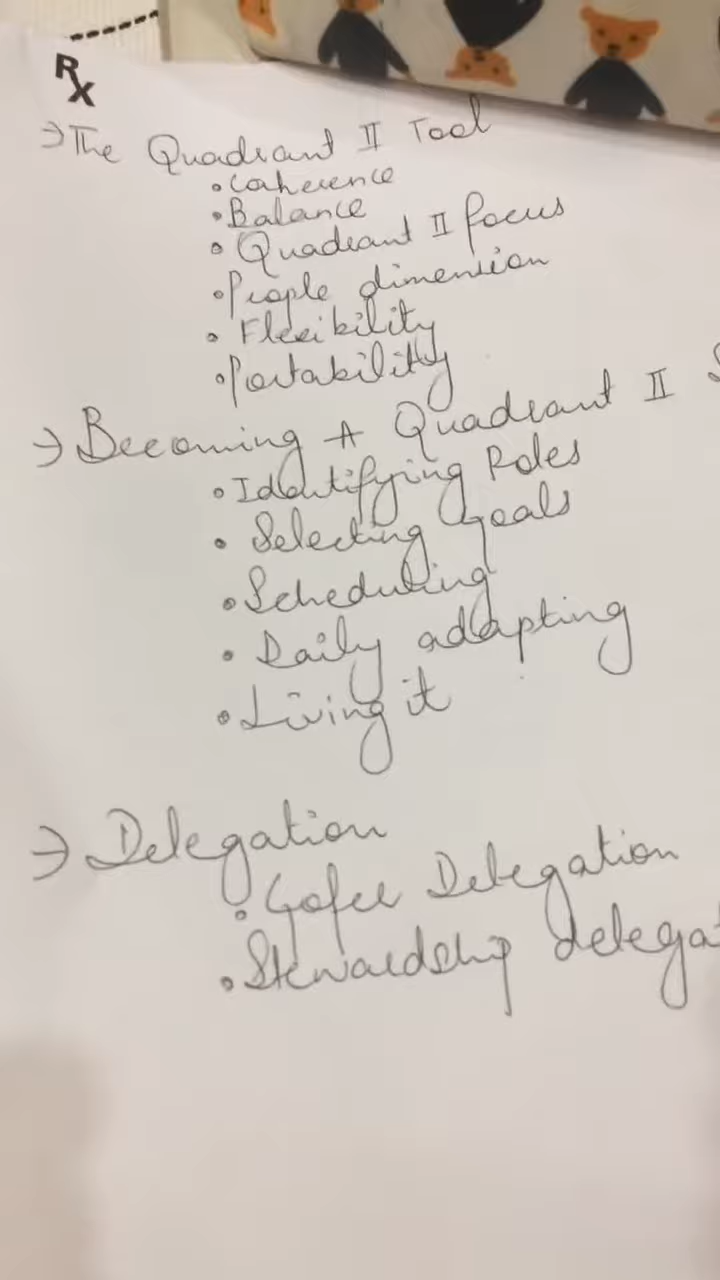 Rx
→ The Quadrant II Tool
• Coherence
• Balance
• Quadrant II focus
• People dimension
• Flexibility
• Portability
→ Becoming A Quadrant II S
• Identifying Roles
• Selecting Goals
• Scheduling
• Daily adapting
• Living it
→ Delegation
• Gofer Delegation
• Stewardship delega